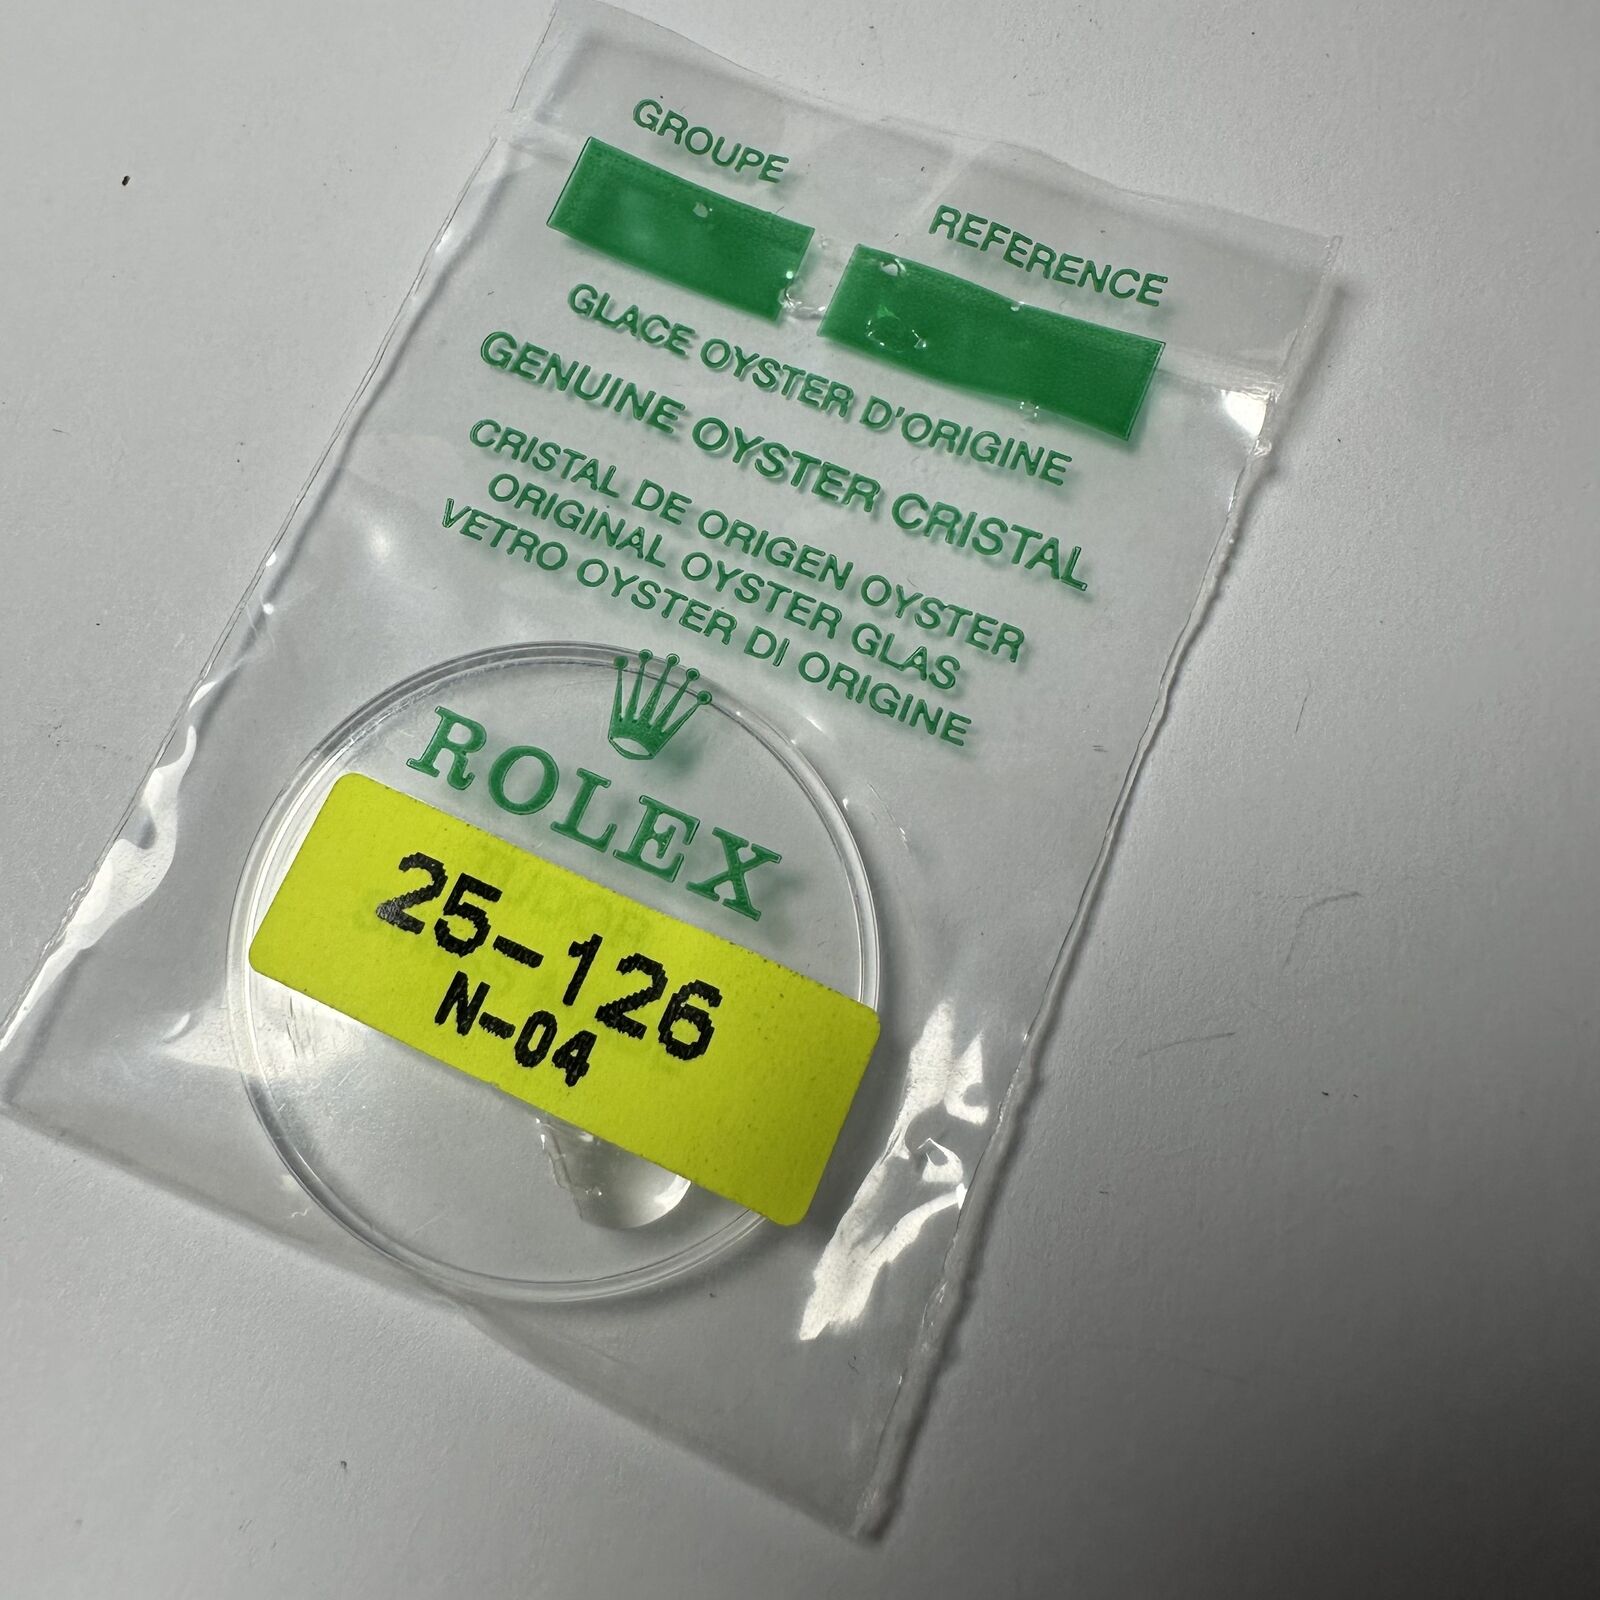 GROUPE
REFERENCE
GLACE OYSTER D'ORIGINE
GENUINE OYSTER CRISTAL
CRISTAL DE ORIGEN OYSTER
ORIGINAL OYSTER GLAS
VETRO OYSTER DI ORIGINE
ROLEX
25-126
N-04